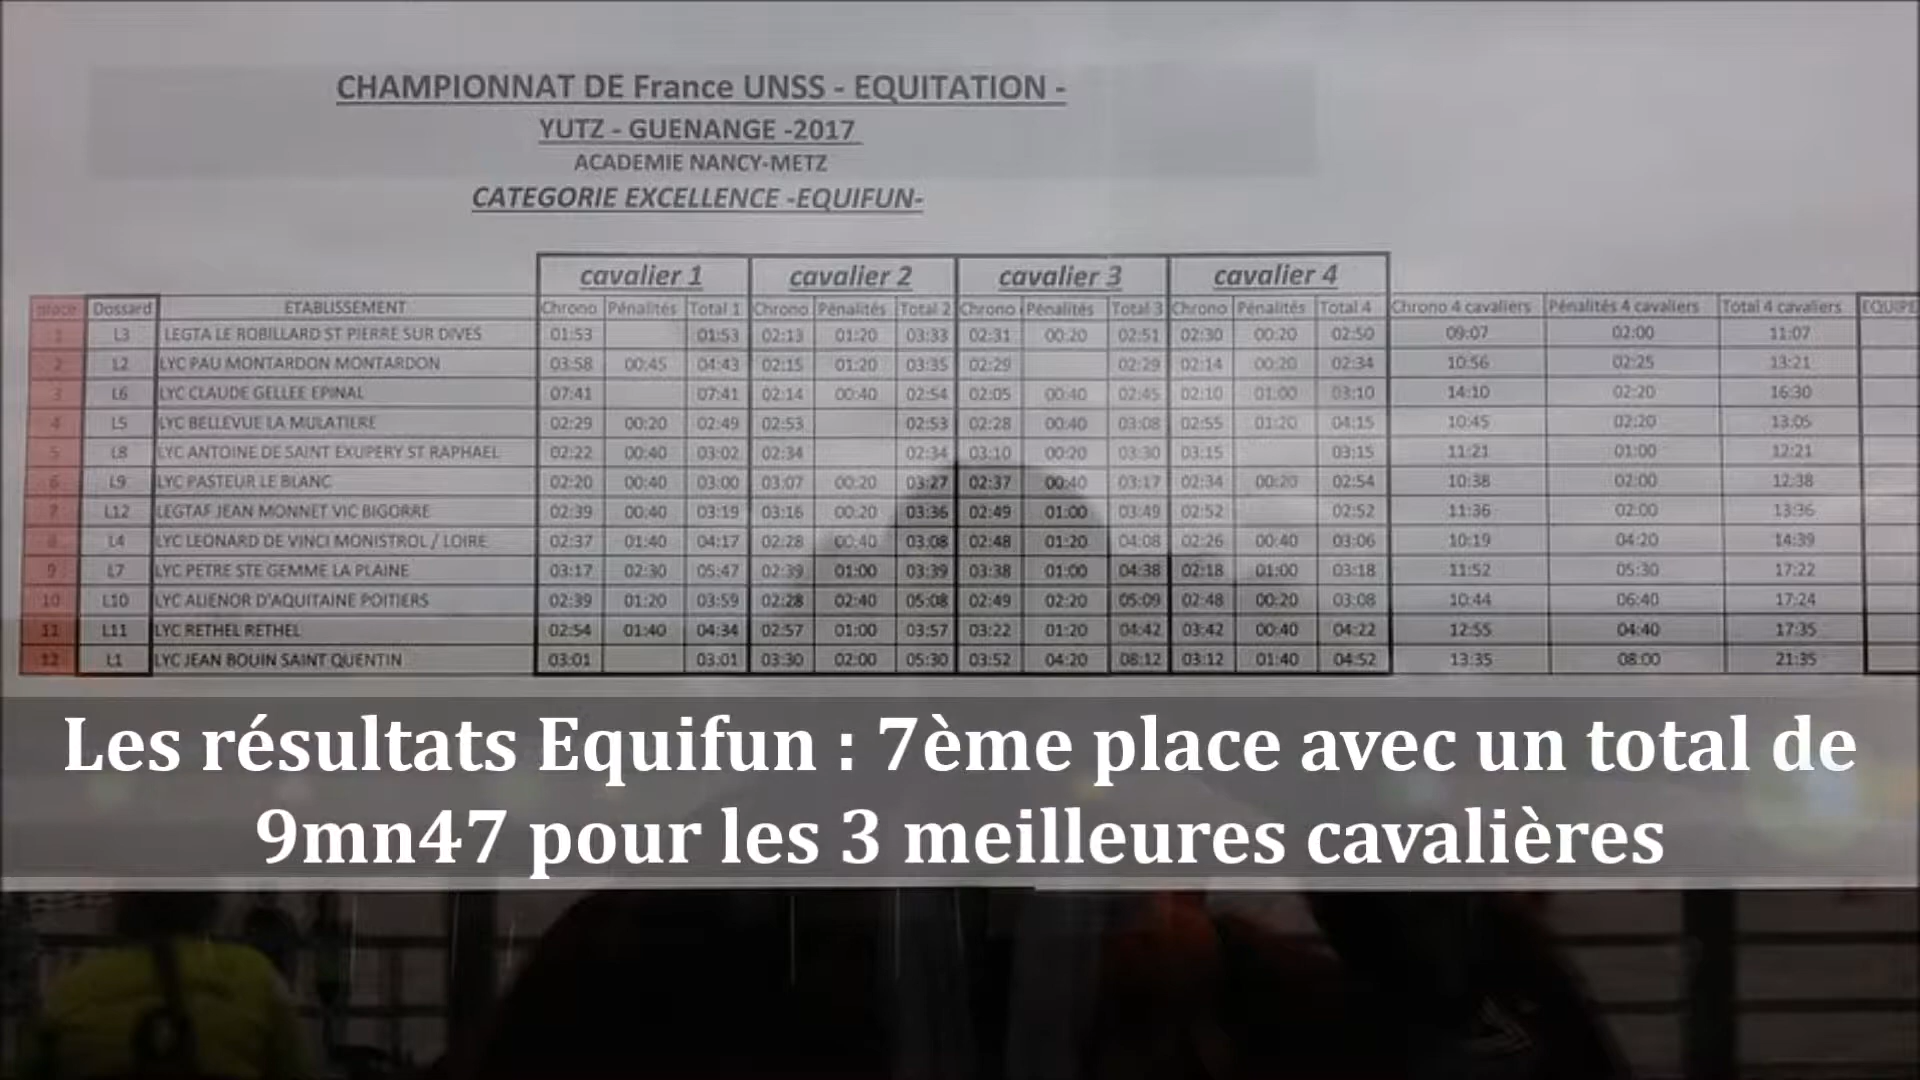 CHAMPIONNAT DE France UNSS - EQUITATION -
YUTZ - GUENANGE -2017
ACADEMIE NANCY-METZ
CATEGORIE EXCELLENCE -EQUIFUN-
cavalier 1 cavalier 2 cavalier 3 cavalier 4
place Dossard ETABLISSEMENT Chrono Pénalités Total 1 Chrono Pénalités Total 2 Chrono Pénalités Total 3 Chrono Pénalités Total 4 Chrono 4 cavaliers Pénalités 4 cavaliers Total 4 cavaliers EQUIPE
1 L3 LEGTA LE ROBILLARD ST PIERRE SUR DIVES 01:53 01:53 02:13 01:20 03:33 02:31 00:20 02:51 02:30 00:20 02:50 09:07 02:00 11:07
2 L2 LYC PAU MONTARDON MONTARDON 03:58 00:45 04:43 02:15 01:20 03:35 02:29 02:29 02:14 00:20 02:34 10:56 02:25 13:21
3 L6 LYC CLAUDE GELLEE EPINAL 07:41 07:41 02:14 00:40 02:54 02:05 00:40 02:45 02:10 01:00 03:10 14:10 02:20 16:30
4 L5 LYC BELLEVUE LA MULATIERE 02:29 00:20 02:49 02:53 02:53 02:28 00:40 03:08 02:55 01:20 04:15 10:45 02:20 13:05
5 L8 LYC ANTOINE DE SAINT EXUPERY ST RAPHAEL 02:22 00:40 03:02 02:34 02:34 03:10 00:20 03:30 03:15 03:15 11:21 01:00 12:21
6 L9 LYC PASTEUR LE BLANC 02:20 00:40 03:00 03:07 00:20 03:27 02:37 00:40 03:17 02:34 00:20 02:54 10:38 02:00 12:38
7 L12 LEGTAF JEAN MONNET VIC BIGORRE 02:39 00:40 03:19 03:16 00:20 03:36 02:49 01:00 03:49 02:52 02:52 11:36 02:00 13:36
8 L4 LYC LEONARD DE VINCI MONISTROL / LOIRE 02:37 01:40 04:17 02:28 00:40 03:08 02:48 01:20 04:08 02:26 00:40 03:06 10:19 04:20 14:39
9 L7 LYC PETRE STE GEMME LA PLAINE 03:17 02:30 05:47 02:39 01:00 03:39 03:38 01:00 04:38 02:18 01:00 03:18 11:52 05:30 17:22
10 L10 LYC ALIENOR D'AQUITAINE POITIERS 02:39 01:20 03:59 02:28 02:40 05:08 02:49 02:20 05:09 02:48 00:20 03:08 10:44 06:40 17:24
11 L11 LYC RETHEL RETHEL 02:54 01:40 04:34 02:57 01:00 03:57 03:22 01:20 04:42 03:42 00:40 04:22 12:55 04:40 17:35
12 L1 LYC JEAN BOUIN SAINT QUENTIN 03:01 03:01 03:30 02:00 05:30 03:52 04:20 08:12 03:12 01:40 04:52 13:35 08:00 21:35
Les résultats Equifun : 7ème place avec un total de
9mn47 pour les 3 meilleures cavalières